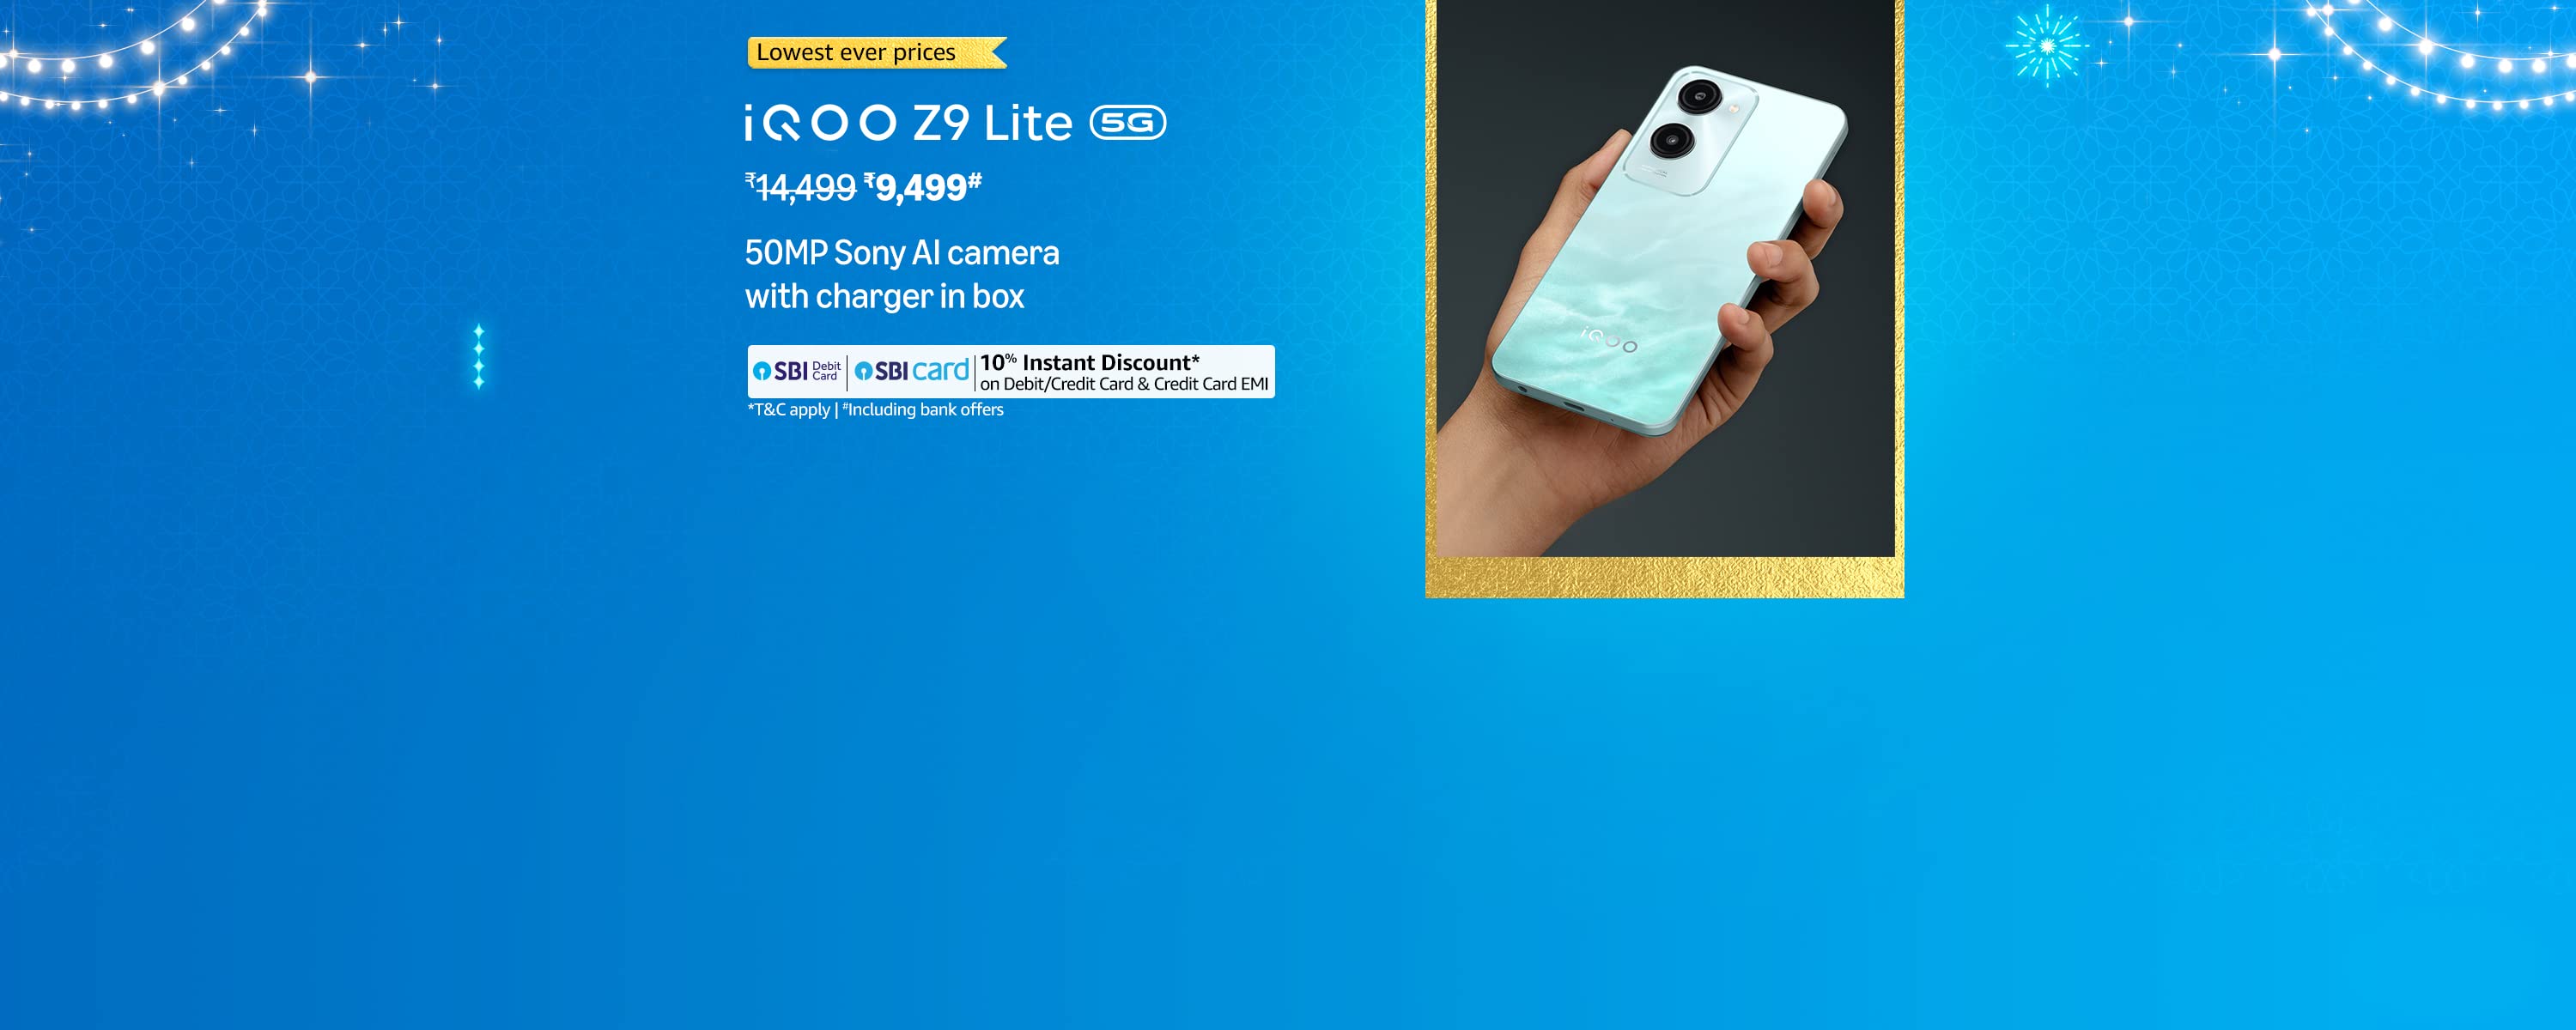 Lowest ever prices
iQOO Z9 Lite 5G
₹14,499 ₹9,499#
50MP Sony AI camera
with charger in box
SBI Debit Card | SBI card | 10% Instant Discount*
on Debit/Credit Card & Credit Card EMI
*T&C apply | #Including bank offers
iQOO